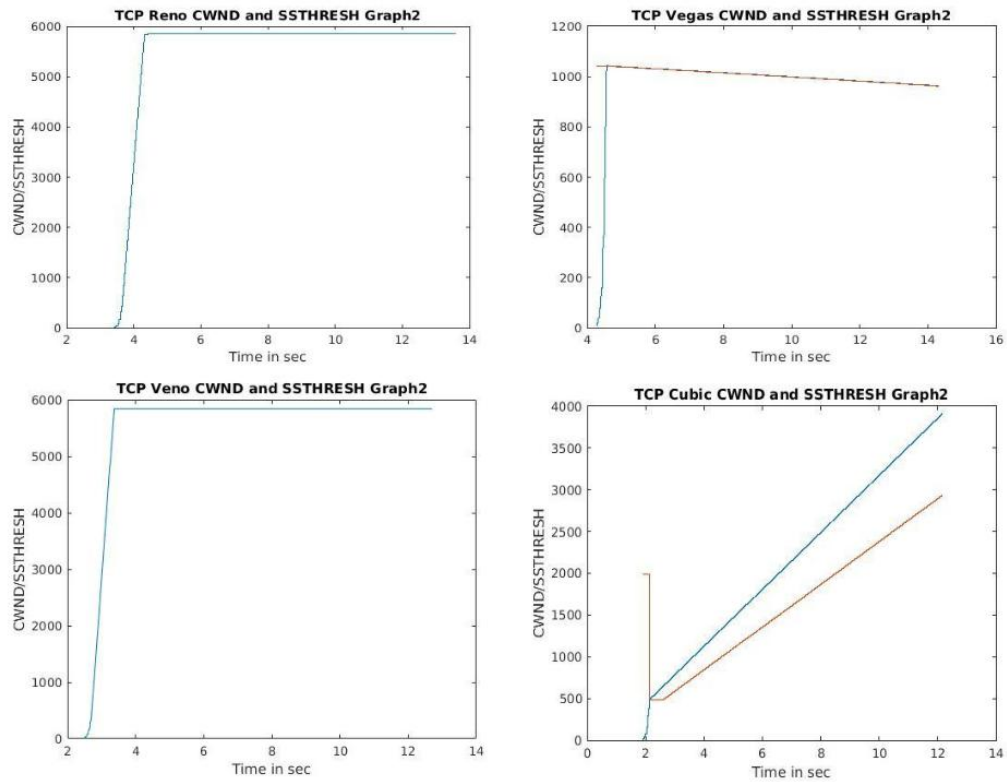 TCP Reno CWND and SSTHRESH Graph2
6000
5000
4000
3000
2000
1000
0
CWND/SSTHRESH
2 4 6 8 10 12 14
Time in sec
TCP Vegas CWND and SSTHRESH Graph2
1200
1000
800
600
400
200
0
CWND/SSTHRESH
4 6 8 10 12 14 16
Time in sec
TCP Veno CWND and SSTHRESH Graph2
6000
5000
4000
3000
2000
1000
0
CWND/SSTHRESH
2 4 6 8 10 12 14
Time in sec
TCP Cubic CWND and SSTHRESH Graph2
4000
3500
3000
2500
2000
1500
1000
500
0
CWND/SSTHRESH
0 2 4 6 8 10 12 14
Time in sec